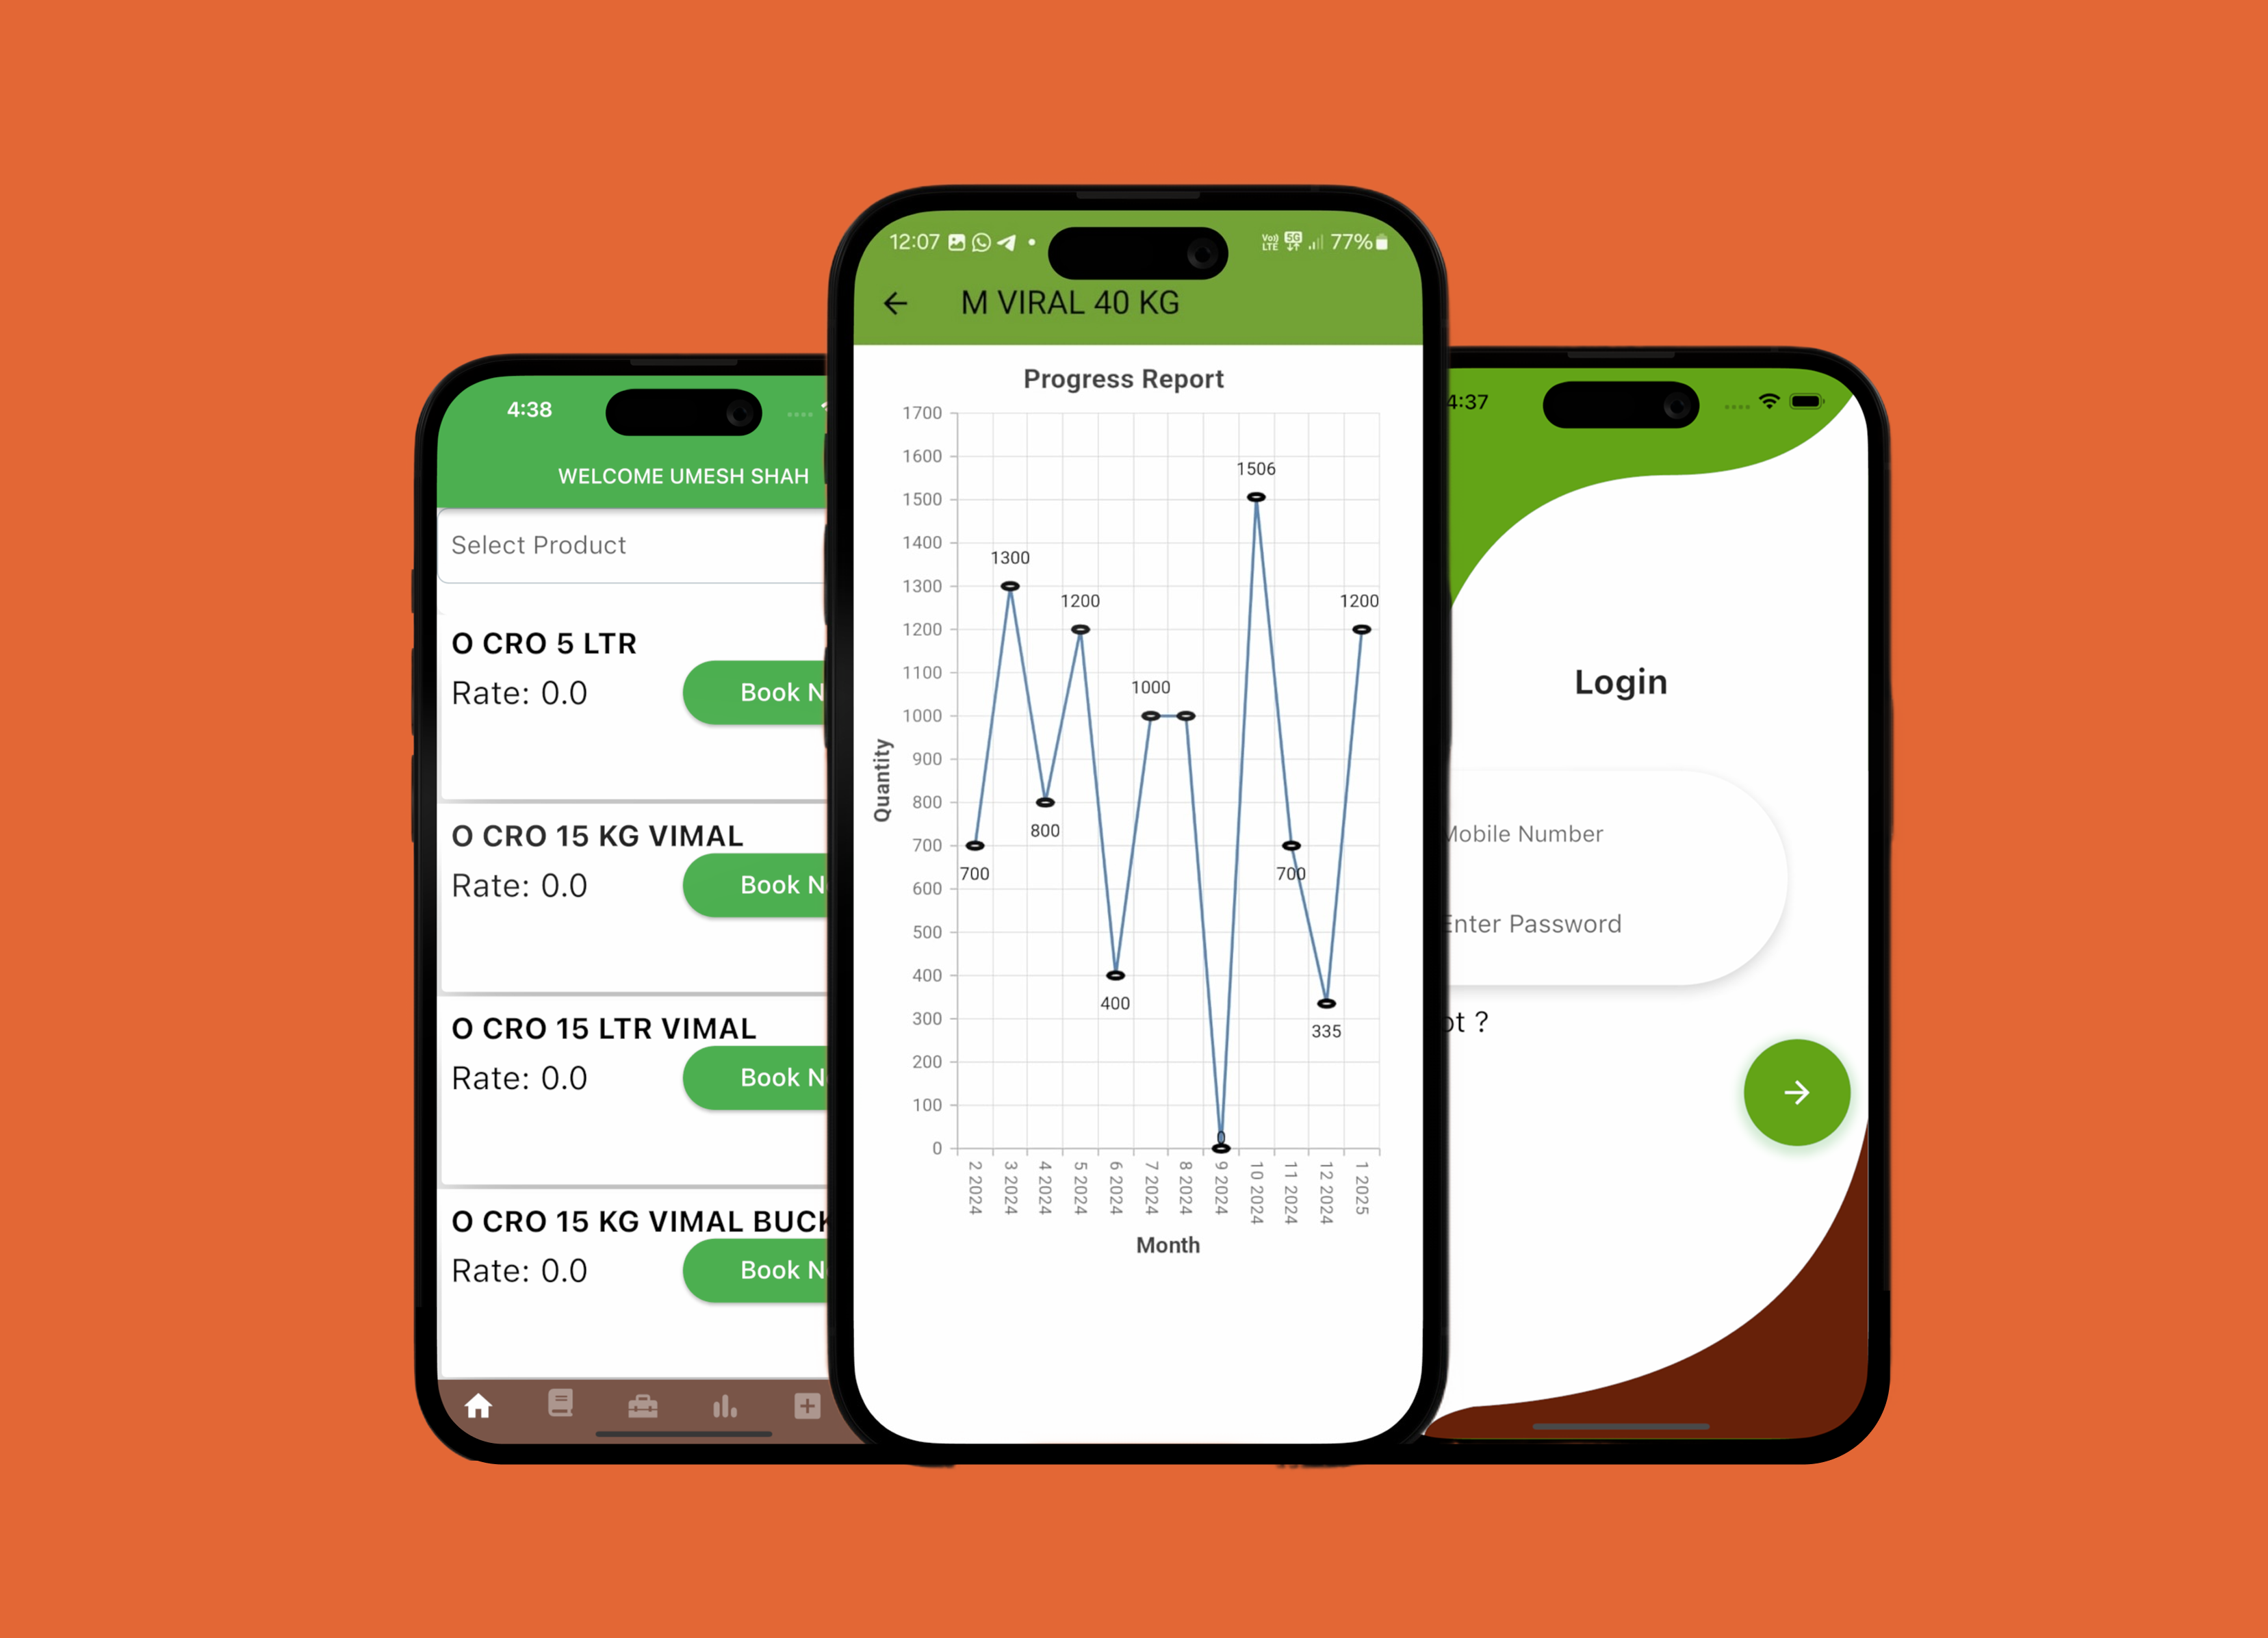 4:38
WELCOME UMESH SHAH
Select Product
O CRO 5 LTR
Rate: 0.0
Book N
O CRO 15 KG VIMAL
Rate: 0.0
Book N
O CRO 15 LTR VIMAL
Rate: 0.0
Book N
O CRO 15 KG VIMAL BUCK
Rate: 0.0
Book N
12:07
Vo) LTE 5G 77%
M VIRAL 40 KG
Progress Report
Quantity
1700
1600
1500
1400
1300
1200
1100
1000
900
800
700
600
500
400
300
200
100
0
700
1300
800
1200
400
1000
0
1506
700
335
1200
2 2024
3 2024
4 2024
5 2024
6 2024
7 2024
8 2024
9 2024
10 2024
11 2024
12 2024
1 2025
Month
4:37
Login
Mobile Number
Enter Password
ot ?